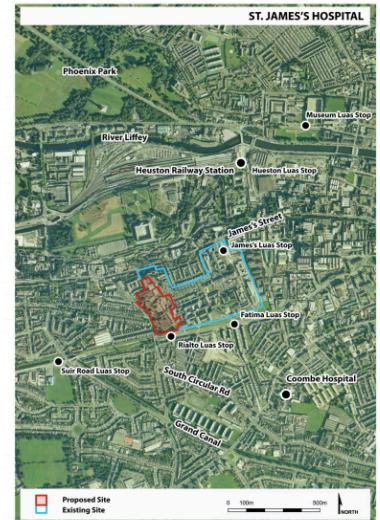 ST. JAMES'S HOSPITAL
Phoenix Park
Museum Luas Stop
River Liffey
Heuston Railway Station
Hueston Luas Stop
James's Street
James's Luas Stop
Fatima Luas Stop
Rialto Luas Stop
Suir Road Luas Stop
South Circular Rd
Coombe Hospital
Grand Canal
Proposed Site
Existing Site
0 100m 500m
NORTH